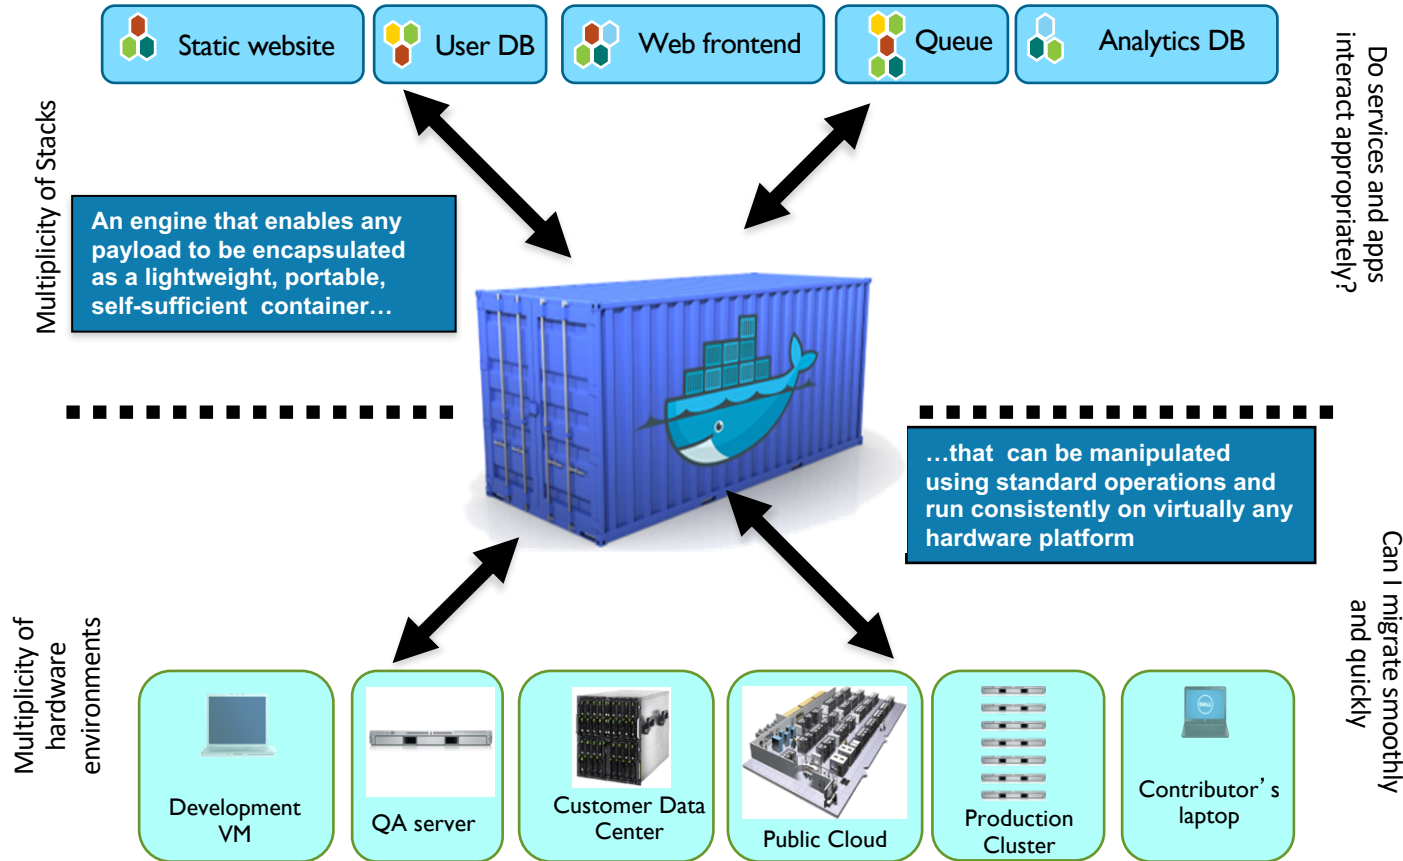 Static website
User DB
Web frontend
Queue
Analytics DB
Multiplicity of Stacks
Do services and apps
interact appropriately?
An engine that enables any
payload to be encapsulated
as a lightweight, portable,
self-sufficient container…
…that can be manipulated
using standard operations and
run consistently on virtually any
hardware platform
Multiplicity of
hardware
environments
Can I migrate smoothly
and quickly
Development
VM
QA server
Customer Data
Center
Public Cloud
Production
Cluster
DELL
Contributor’s
laptop